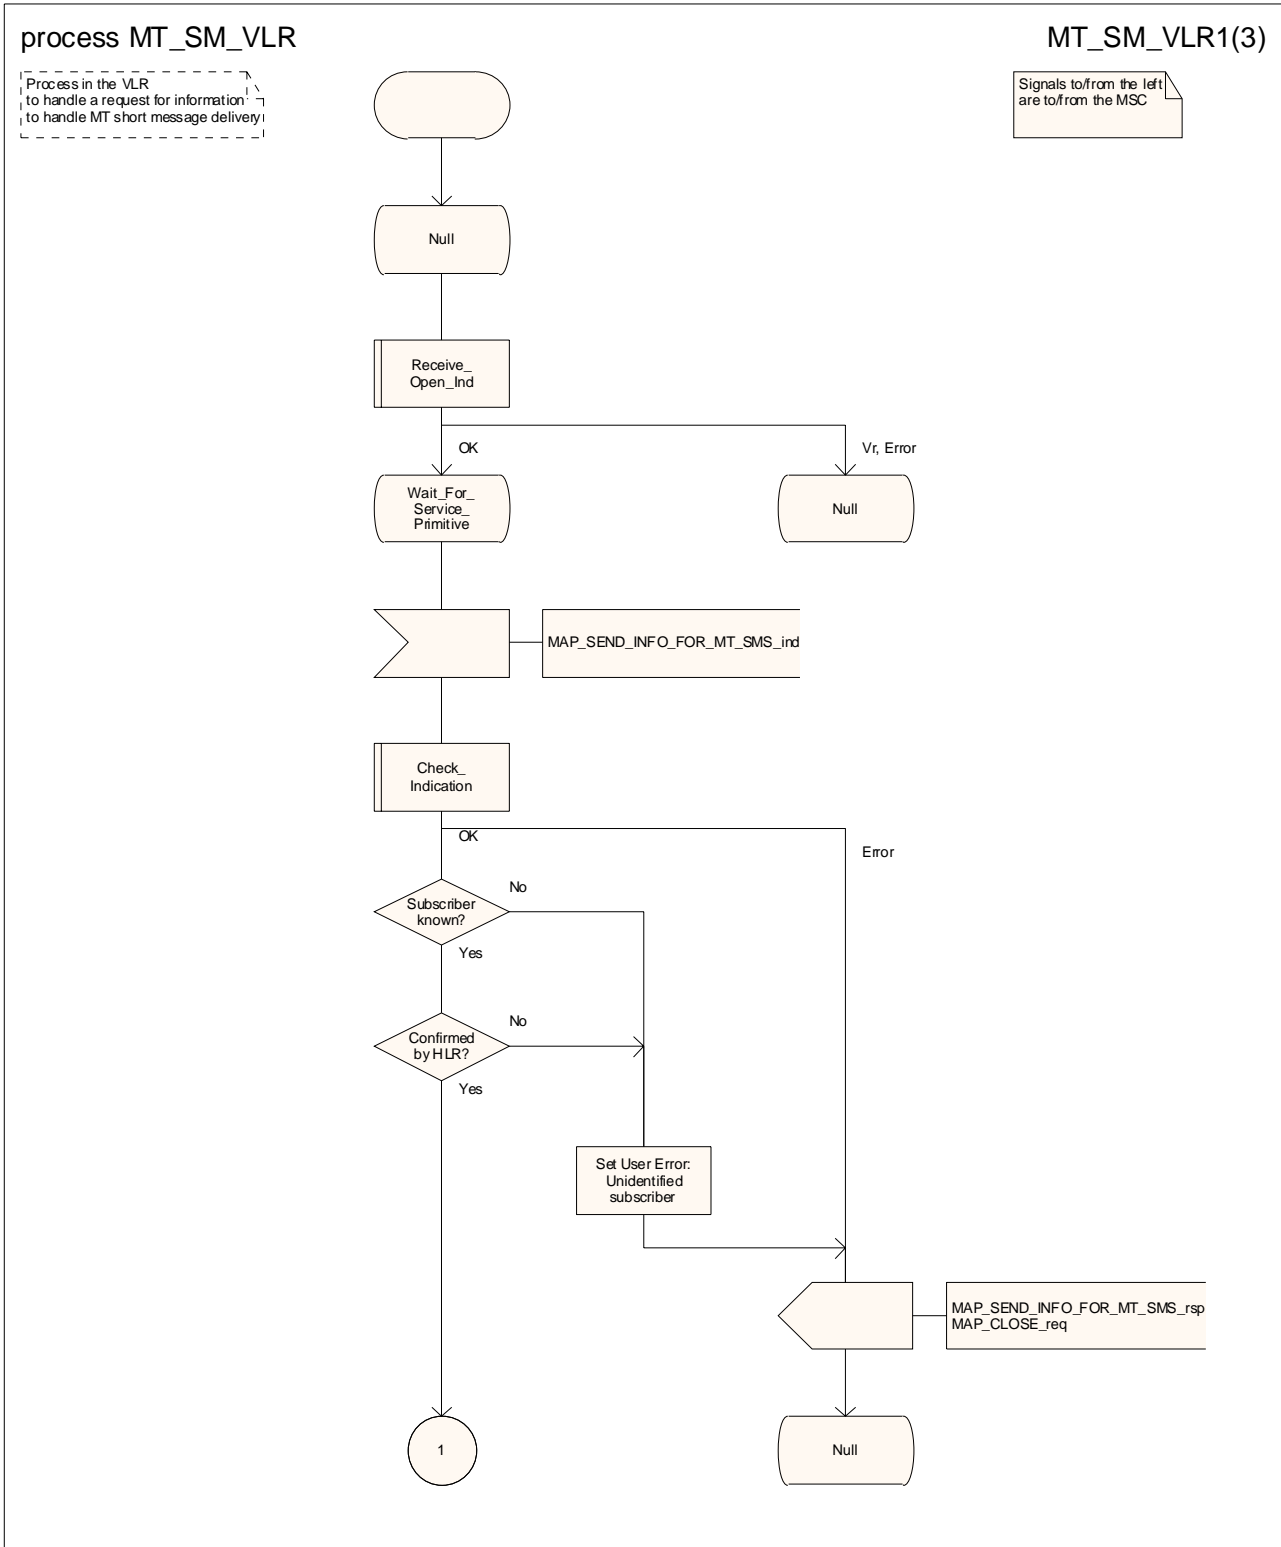 process MT_SM_VLR
MT_SM_VLR1(3)
Process in the VLR
to handle a request for information
to handle MT short message delivery
Signals to/from the left
are to/from the MSC
Null
Receive_
Open_Ind
OK
Vr, Error
Wait_For_
Service_
Primitive
Null
MAP_SEND_INFO_FOR_MT_SMS_ind
Check_
Indication
OK
Error
Subscriber
known?
No
Yes
Confirmed
by HLR?
No
Yes
Set User Error:
Unidentified
subscriber
MAP_SEND_INFO_FOR_MT_SMS_rsp
MAP_CLOSE_req
1
Null